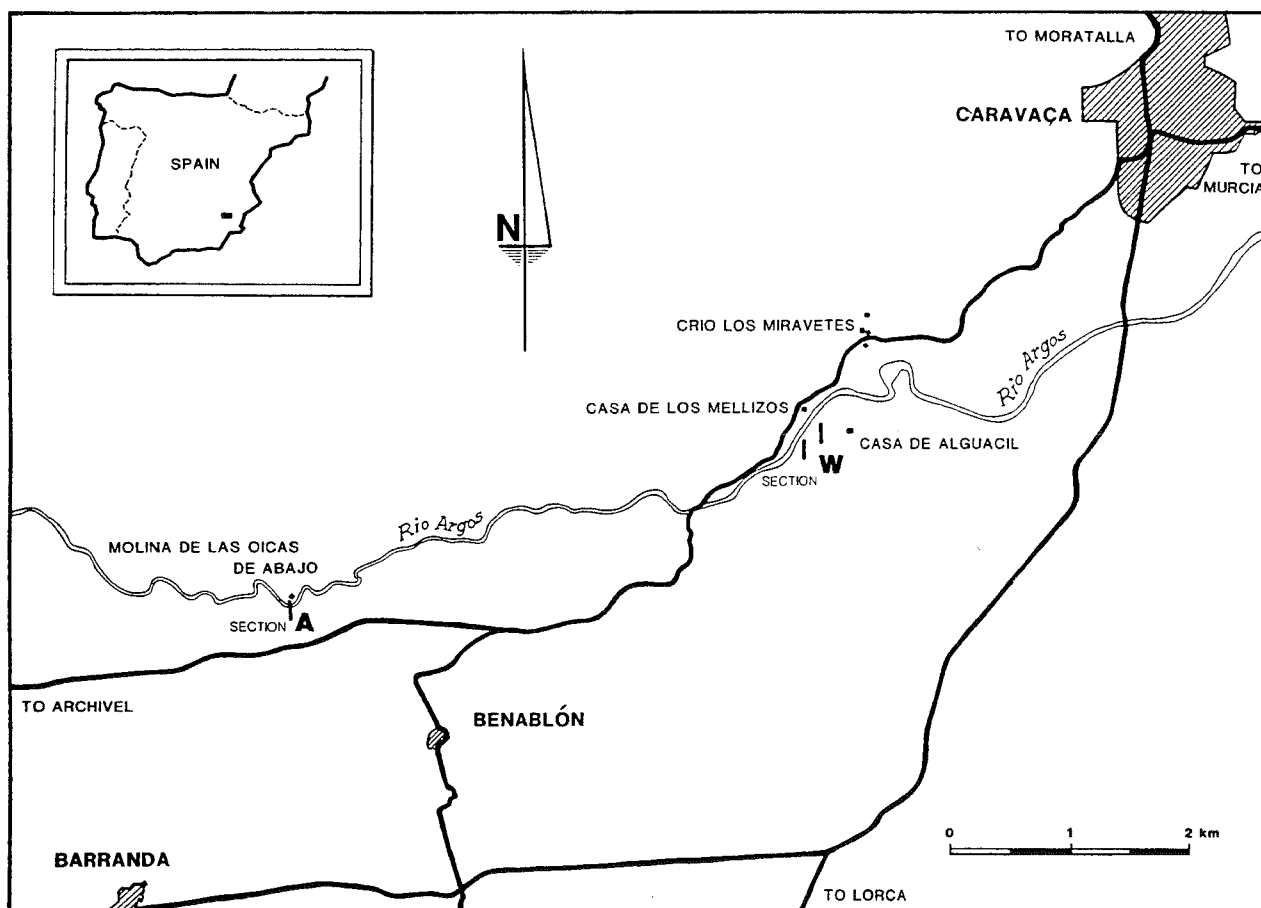 TO MORATALLA
CARAVAÇA
TO
MURCIA
SPAIN
N
CRIO LOS MIRAVETES
Rio Argos
CASA DE LOS MELLIZOS
CASA DE ALGUACIL
SECTION W
Rio Argos
MOLINA DE LAS OICAS
DE ABAJO
SECTION A
TO ARCHIVEL
BENABLÓN
0 1 2 km
BARRANDA
TO LORCA